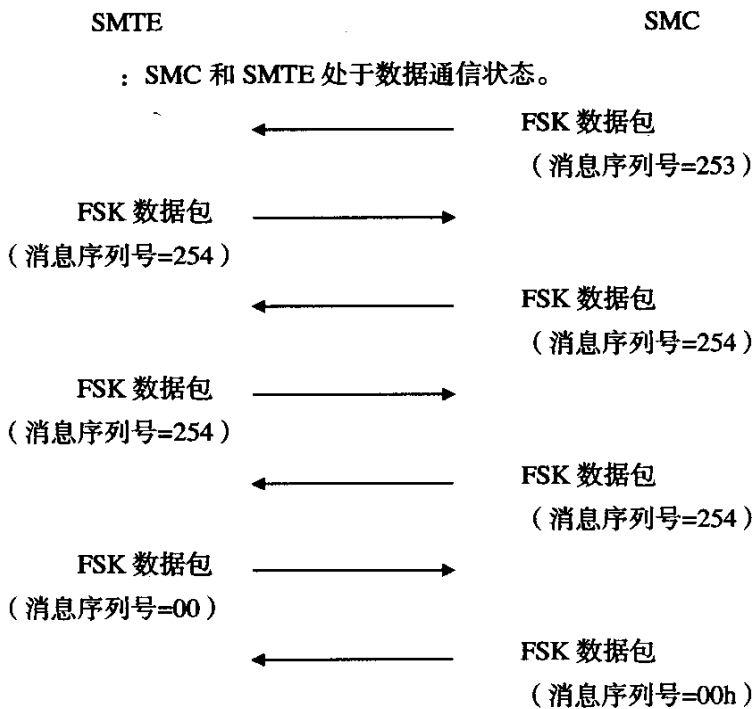 SMTE SMC
：SMC 和 SMTE 处于数据通信状态。
FSK 数据包
（消息序列号=253）
FSK 数据包
（消息序列号=254）
FSK 数据包
（消息序列号=254）
FSK 数据包
（消息序列号=254）
FSK 数据包
（消息序列号=254）
FSK 数据包
（消息序列号=00）
FSK 数据包
（消息序列号=00h）